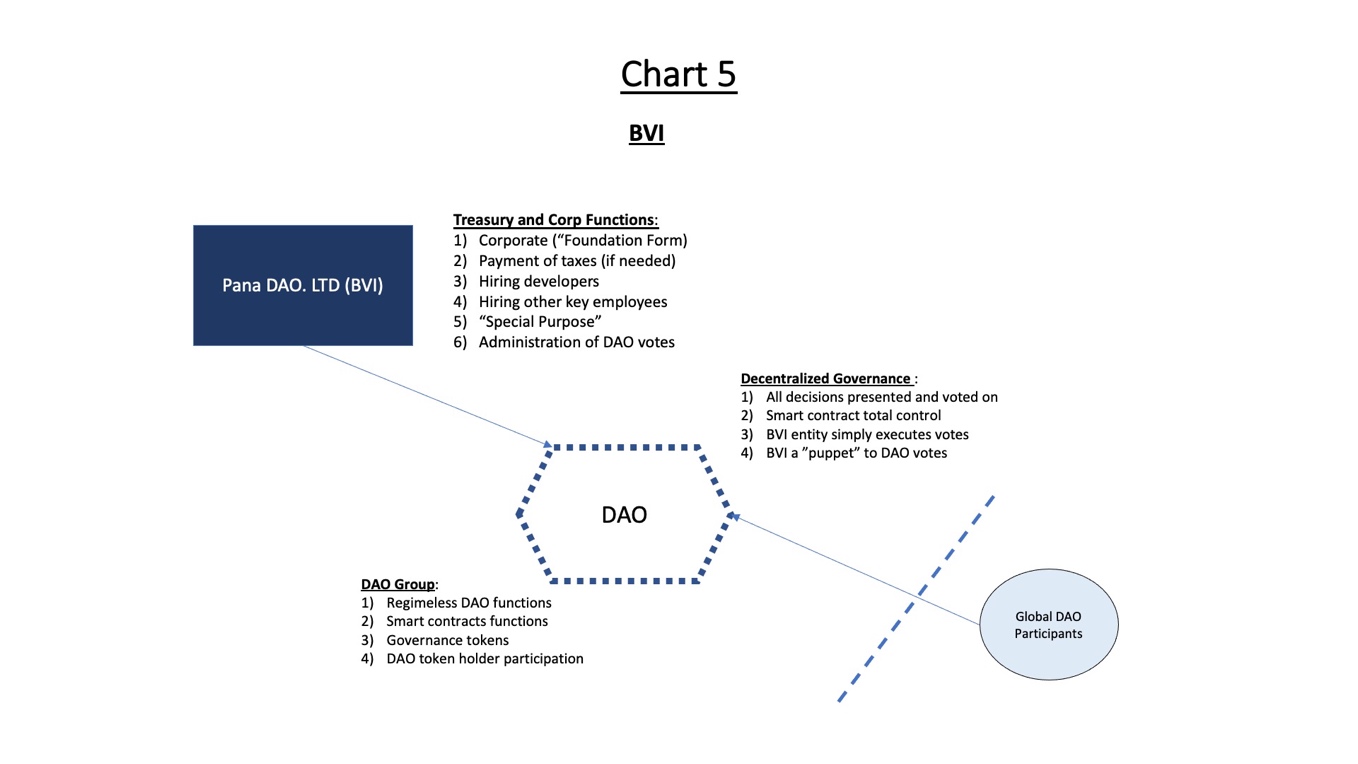 Chart 5
BVI
Pana DAO. LTD (BVI)
Treasury and Corp Functions:
1) Corporate (“Foundation Form)
2) Payment of taxes (if needed)
3) Hiring developers
4) Hiring other key employees
5) “Special Purpose”
6) Administration of DAO votes
Decentralized Governance :
1) All decisions presented and voted on
2) Smart contract total control
3) BVI entity simply executes votes
4) BVI a ”puppet” to DAO votes
DAO
DAO Group:
1) Regimeless DAO functions
2) Smart contracts functions
3) Governance tokens
4) DAO token holder participation
Global DAO
Participants